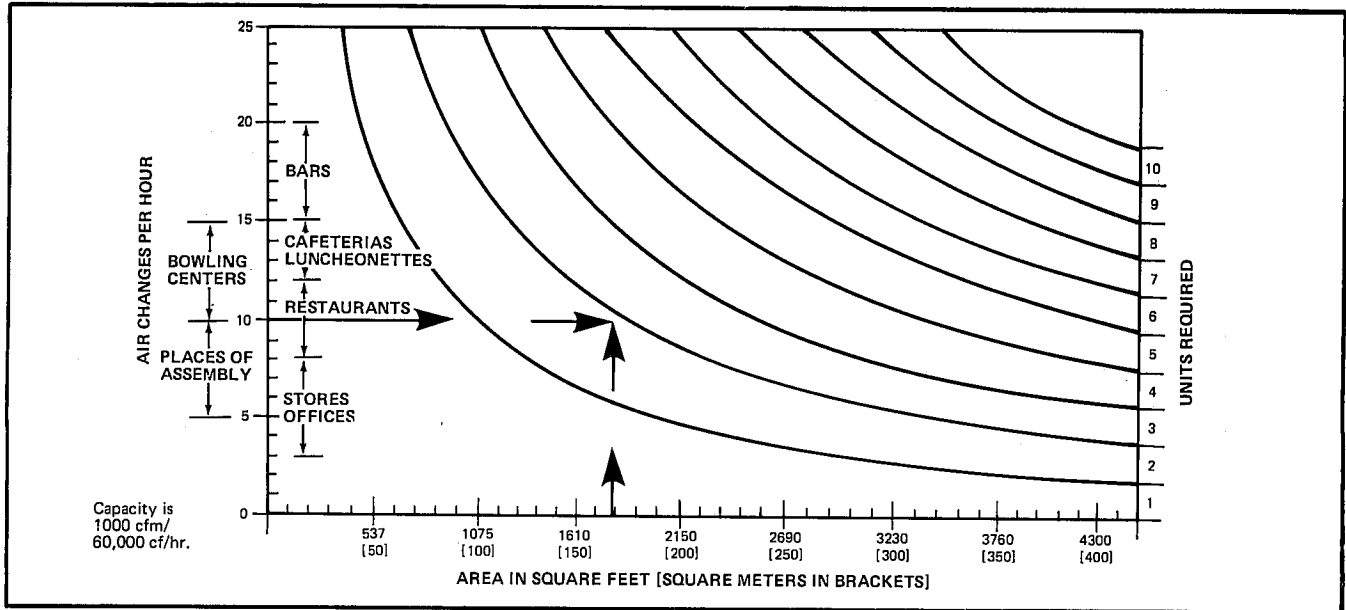 25
20
15
10
5
0
AIR CHANGES PER HOUR
BOWLING
CENTERS
PLACES OF
ASSEMBLY
BARS
CAFETERIAS
LUNCHEONETTES
RESTAURANTS
STORES
OFFICES
10
9
8
7
6
5
4
3
2
1
UNITS REQUIRED
Capacity is
1000 cfm/
60,000 cf/hr.
537 1075 1610 2150 2690 3230 3760 4300
[50] [100] [150] [200] [250] [300] [350] [400]
AREA IN SQUARE FEET [SQUARE METERS IN BRACKETS]